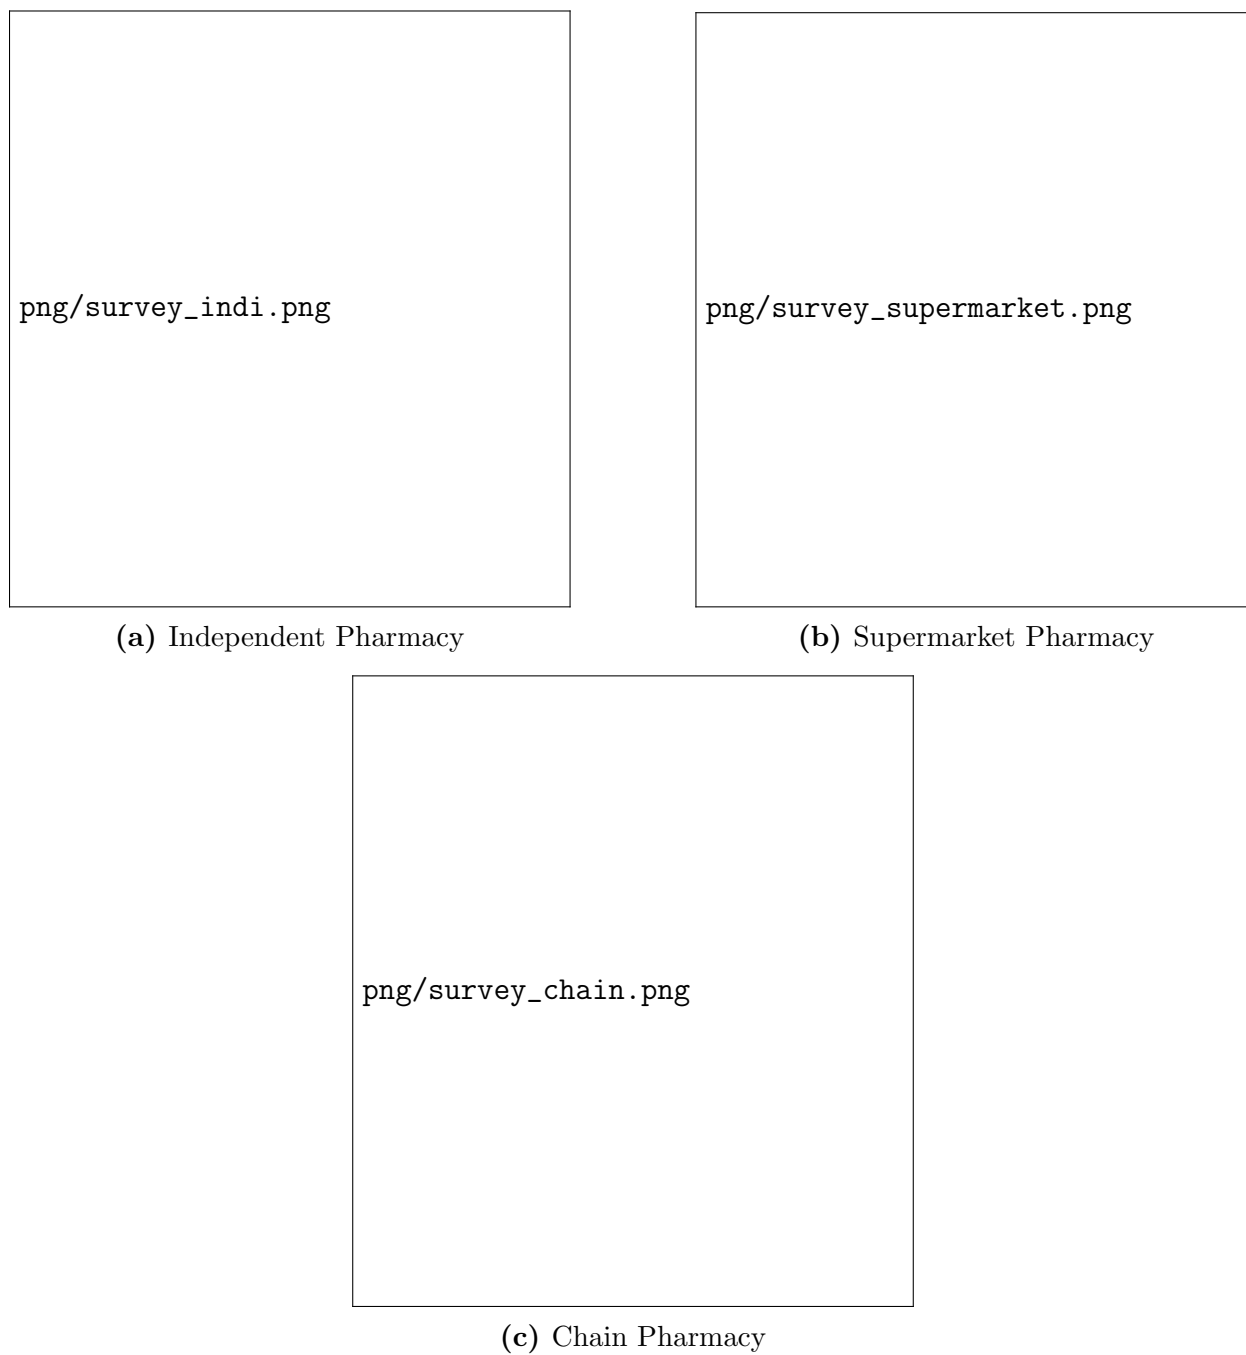 png/survey_indi.png
png/survey_supermarket.png
(a) Independent Pharmacy
(b) Supermarket Pharmacy
png/survey_chain.png
(c) Chain Pharmacy